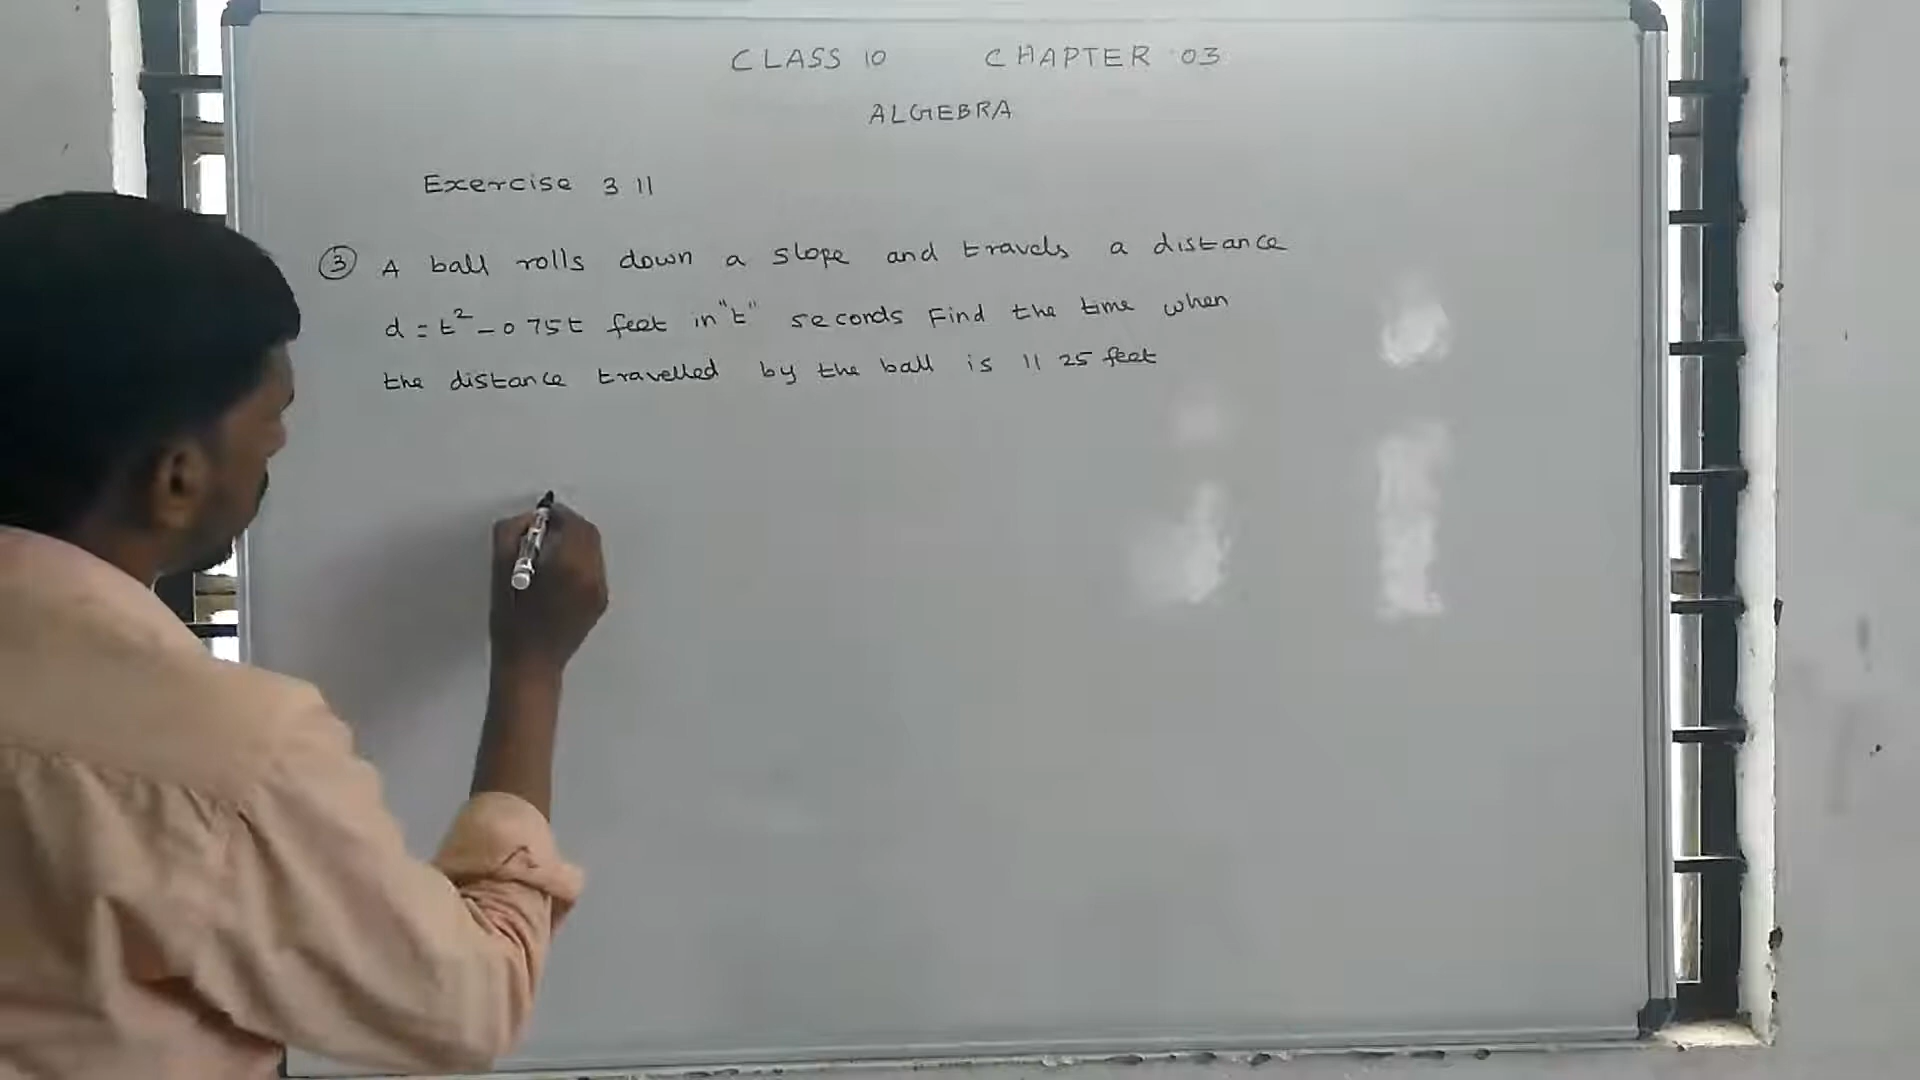 CLASS 10 CHAPTER 03
ALGEBRA
Exercise 3 11
3 A ball rolls down a slope and travels a distance
d = t² - 0 75t feet in "t" seconds Find the time when
the distance travelled by the ball is 11 25 feet